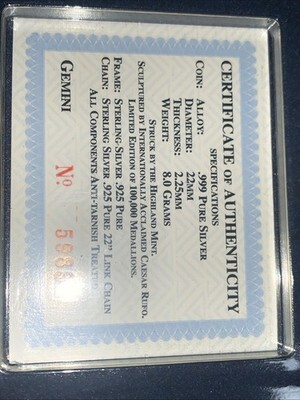 CERTIFICATE OF AUTHENTICITY
SPECIFICATIONS
COIN: ALLOY: .999 PURE SILVER
DIAMETER: 22MM
THICKNESS: 2.25MM
WEIGHT: 8.0 GRAMS
STRUCK BY THE HIGHLAND MINT.
SCULPTURED BY INTERNATIONALLY ACCLAIMED CAESAR RUFO.
LIMITED EDITION OF 100,000 MEDALLIONS.
FRAME: STERLING SILVER .925 PURE
CHAIN: STERLING SILVER .925 PURE 22" LINK CHAIN
ALL COMPONENTS ANTI-TARNISH TREATED
GEMINI
Nº